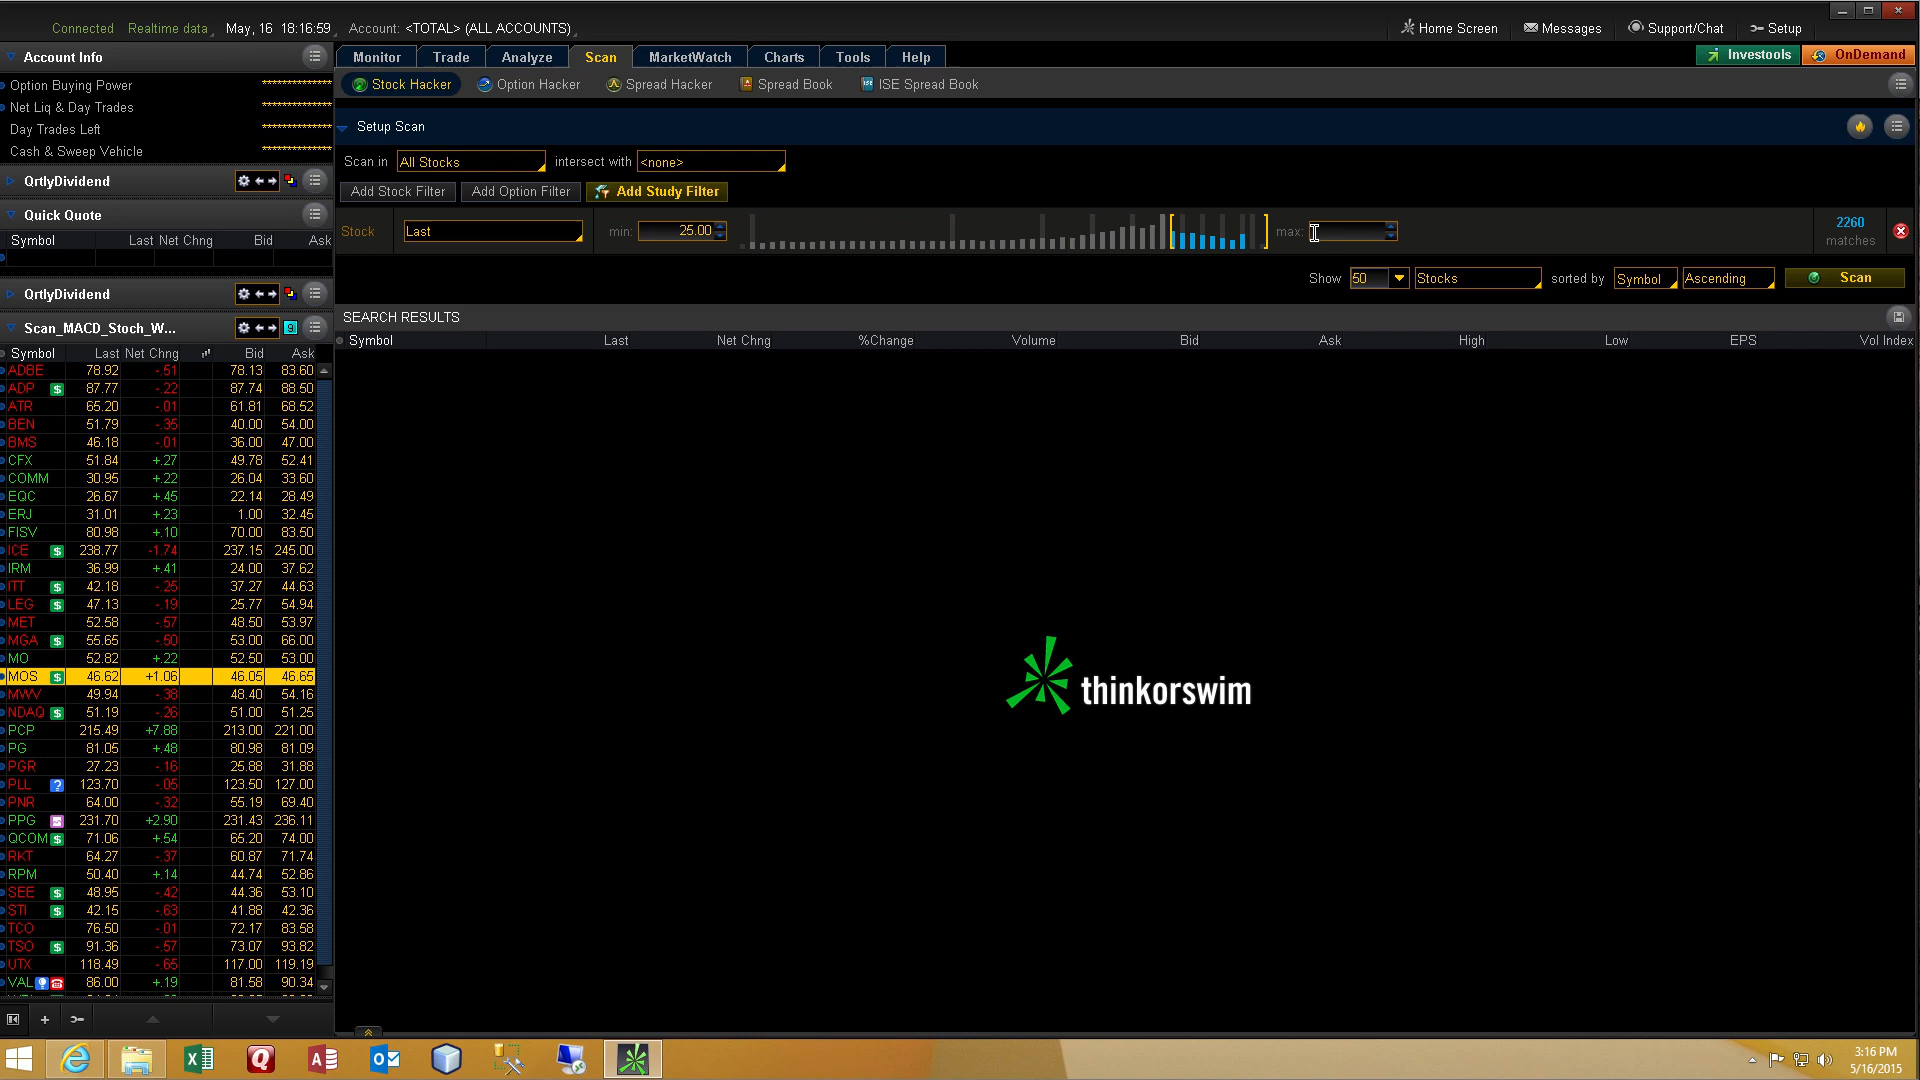 Connected Realtime data May, 16 18:16:59 Account: <TOTAL> (ALL ACCOUNTS) Home Screen Messages Support/Chat Setup
Account Info
Option Buying Power **************
Net Liq & Day Trades **************
Day Trades Left **************
Cash & Sweep Vehicle **************
QrtlyDividend
Quick Quote
Symbol Last Net Chng Bid Ask
QrtlyDividend
Scan_MACD_Stoch_W... 9
Symbol Last Net Chng Bid Ask
ADBE 78.92 -.51 78.13 83.60
ADP $ 87.77 -.22 87.74 88.50
ATR 65.20 -.01 61.81 68.52
BEN 51.79 -.35 40.00 54.00
BMS 46.18 -.01 36.00 47.00
CFX 51.84 +.27 49.78 52.41
COMM 30.95 +.22 26.04 33.60
EQC 26.67 +.45 22.14 28.49
ERJ 31.01 +.23 1.00 32.45
FISV 80.98 +.10 70.00 83.50
ICE $ 238.77 -1.74 237.15 245.00
IRM 36.99 +.41 24.00 37.62
ITT $ 42.18 -.25 37.27 44.63
LEG $ 47.13 -.19 25.77 54.94
MET 52.58 -.57 48.50 53.97
MGA $ 55.65 -.50 53.00 66.00
MO 52.82 +.22 52.50 53.00
MOS $ 46.62 +1.06 46.05 46.65
MWV 49.94 -.38 48.40 54.16
NDAQ $ 51.19 -.26 51.00 51.25
PCP 215.49 +7.88 213.00 221.00
PG 81.05 +.48 80.98 81.09
PGR 27.23 -.16 25.88 31.88
PLL ? 123.70 -.05 123.50 127.00
PNR 64.00 -.32 55.19 69.40
PPG 231.70 +2.90 231.43 236.11
QCOM $ 71.06 +.54 65.20 74.00
RKT 64.27 -.37 60.87 71.74
RPM 50.40 +.14 44.74 52.86
SEE $ 48.95 -.42 44.36 53.10
STI $ 42.15 -.63 41.88 42.36
TCO 76.50 -.01 72.17 83.58
TSO $ 91.36 -.57 73.07 93.82
UTX 118.49 -.65 117.00 119.19
VAL 86.00 +.19 81.58 90.34
Monitor Trade Analyze Scan MarketWatch Charts Tools Help Investools OnDemand
Stock Hacker Option Hacker Spread Hacker Spread Book ISE Spread Book
Setup Scan
Scan in All Stocks intersect with <none>
Add Stock Filter Add Option Filter Add Study Filter
Stock Last min: 25.00 max: 2260
matches
Show 50 Stocks sorted by Symbol Ascending Scan
SEARCH RESULTS
Symbol Last Net Chng %Change Volume Bid Ask High Low EPS Vol Index
thinkorswim
3:16 PM
5/16/2015